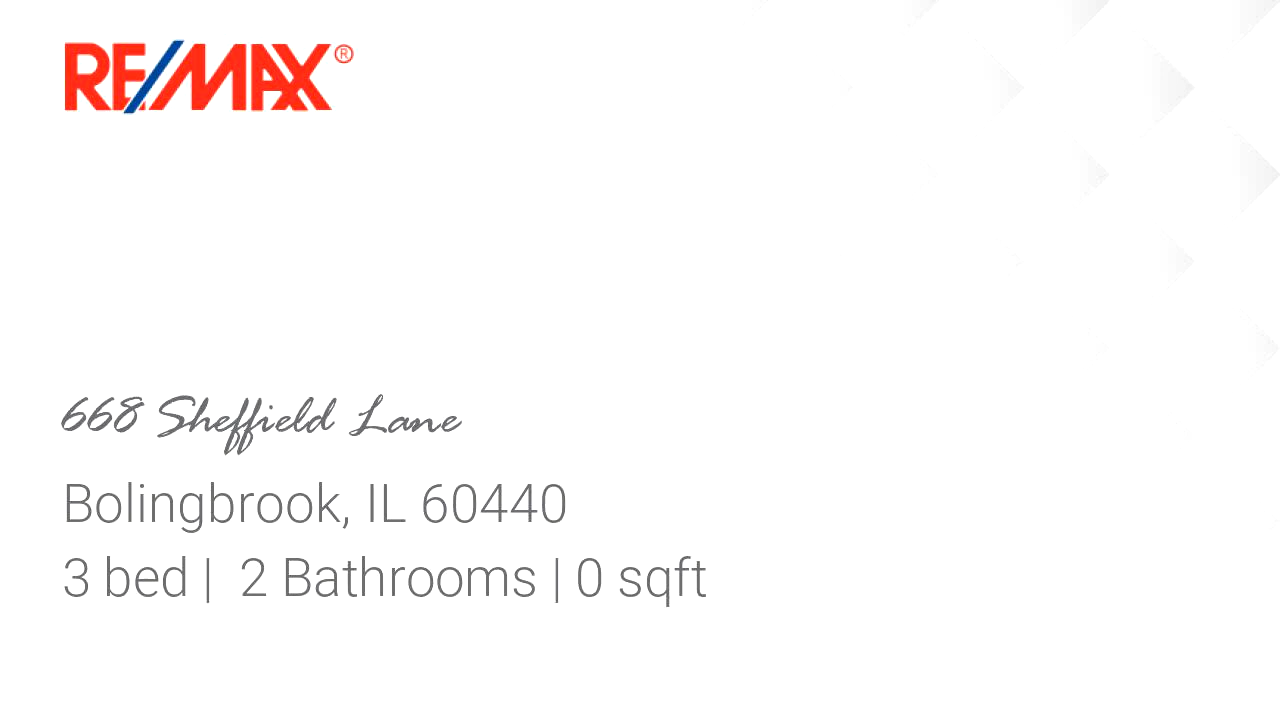 RE/MAX®
668 Sheffield Lane
Bolingbrook, IL 60440
3 bed | 2 Bathrooms | 0 sqft